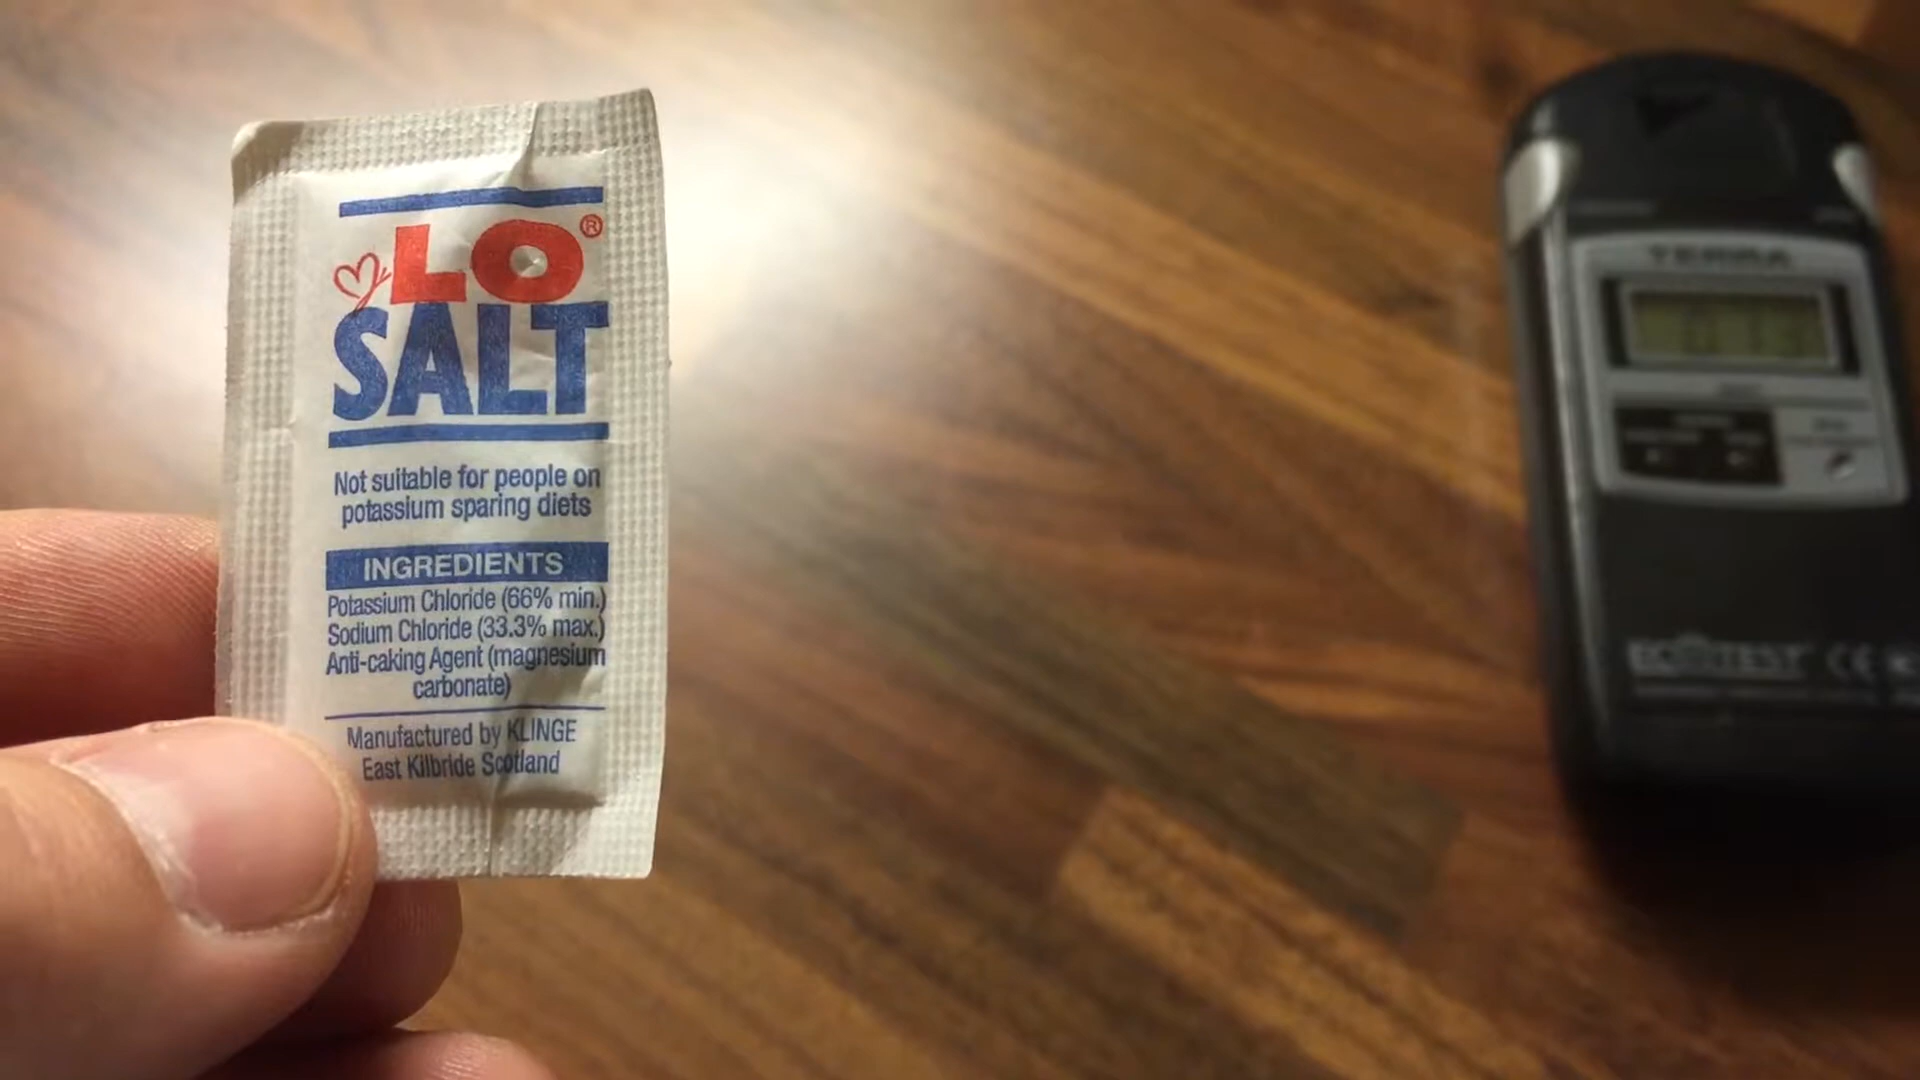 LO®
SALT
Not suitable for people on
potassium sparing diets
INGREDIENTS
Potassium Chloride (66% min.)
Sodium Chloride (33.3% max.)
Anti-caking Agent (magnesium
carbonate)
Manufactured by KLINGE
East Kilbride Scotland
TERRA
ECOTEST CE